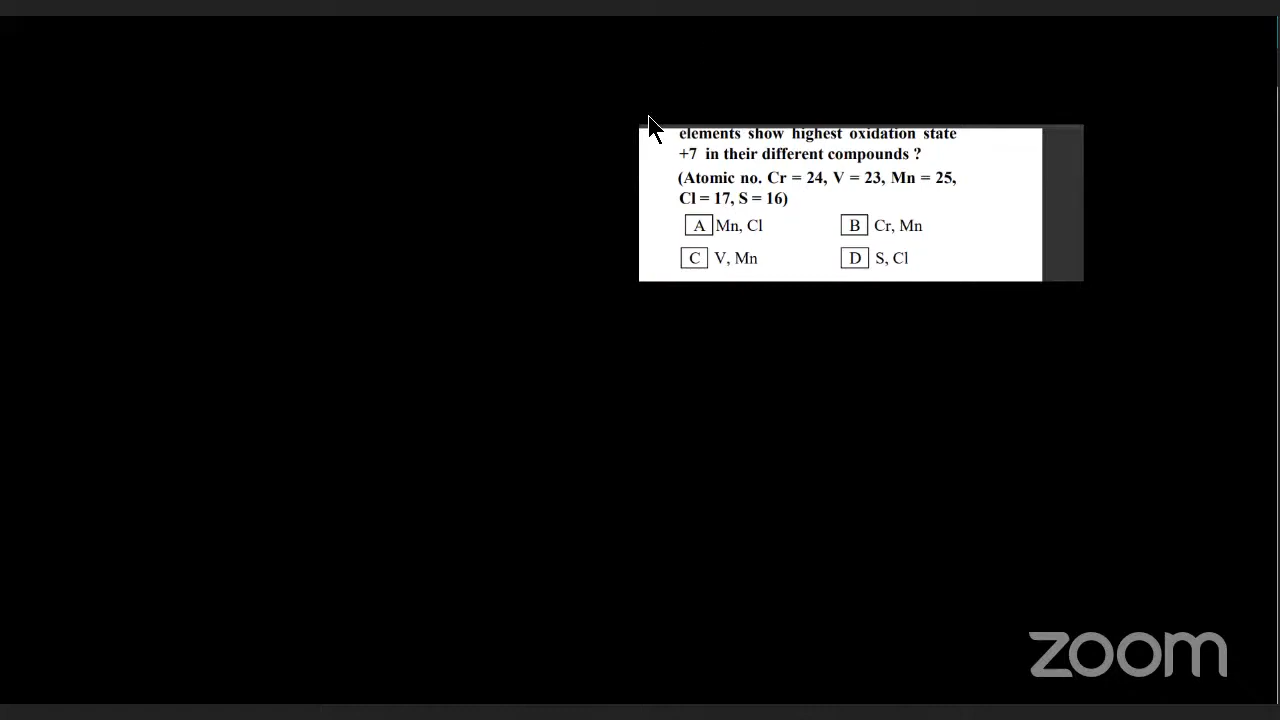 elements show highest oxidation state
+7 in their different compounds ?
(Atomic no. Cr = 24, V = 23, Mn = 25,
Cl = 17, S = 16)
A Mn, Cl B Cr, Mn
C V, Mn D S, Cl
zoom